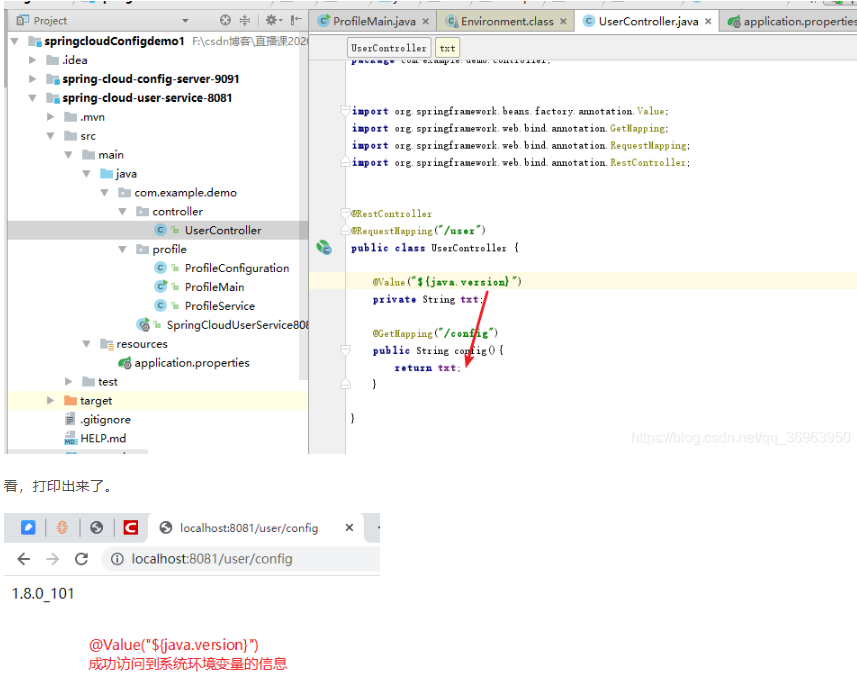 Project
ProfileMain.java
Environment.class
UserController.java
application.properties
springcloudConfigdemo1 F:\csdn博客\直播课202
UserController txt
.idea
package com.example.demo.controller;
spring-cloud-config-server-9091
spring-cloud-user-service-8081
.mvn
src
main
java
com.example.demo
controller
UserController
profile
ProfileConfiguration
ProfileMain
ProfileService
SpringCloudUserService808
resources
application.properties
test
target
.gitignore
HELP.md
import org.springframework.beans.factory.annotation.Value;
import org.springframework.web.bind.annotation.GetMapping;
import org.springframework.web.bind.annotation.RequestMapping;
import org.springframework.web.bind.annotation.RestController;
@RestController
@RequestMapping("/user")
public class UserController {
@Value("${java.version}")
private String txt;
@GetMapping("/config")
public String config(){
return txt;
}
}
https://blog.csdn.net/qq_36963950
看，打印出来了。
localhost:8081/user/config
localhost:8081/user/config
1.8.0_101
@Value("${java.version}")
成功访问到系统环境变量的信息